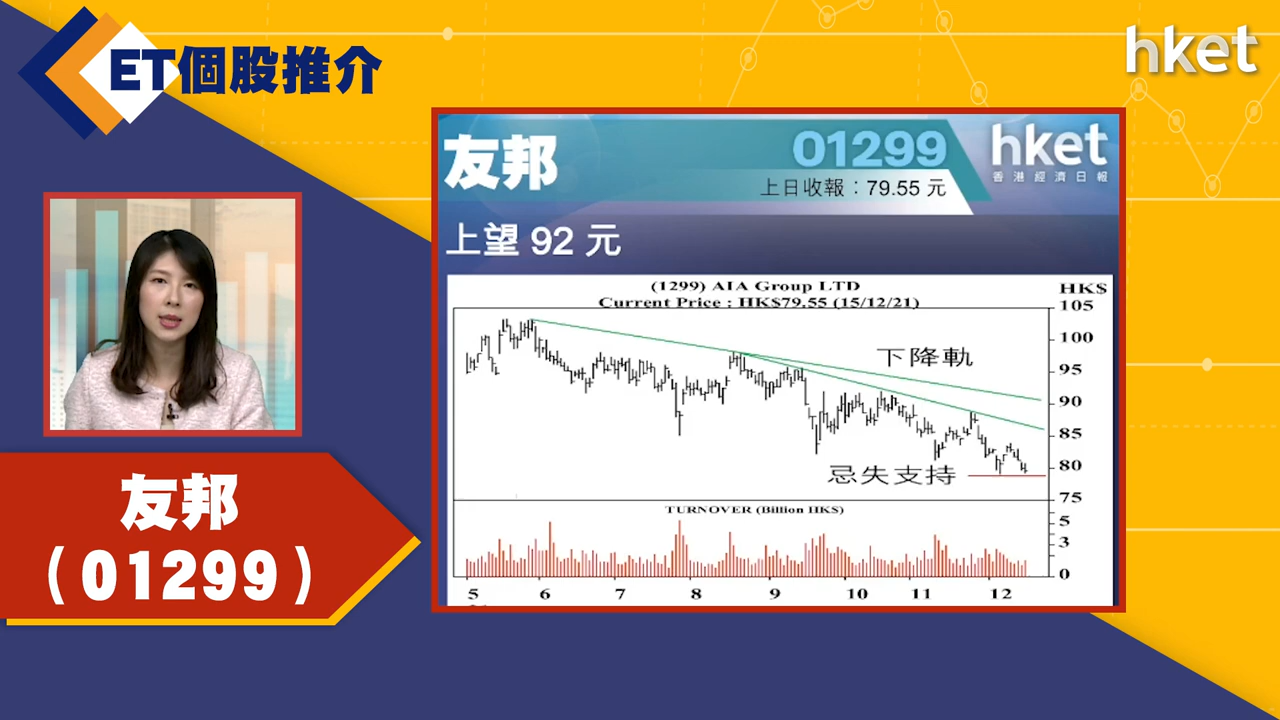 ET個股推介
hket
友邦
01299
hket
香港經濟日報
上日收報：79.55 元
上望 92 元
(1299) AIA Group LTD
Current Price : HK$79.55 (15/12/21)
HK$
105
100
95
90
85
80
75
下降軌
忌失支持
TURNOVER (Billion HK$)
5
3
0
5 6 7 8 9 10 11 12
友邦
（01299）